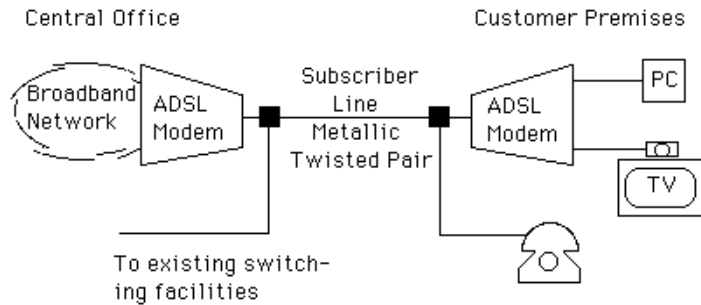 Central Office
Customer Premises
Broadband
Network
ADSL
Modem
Subscriber
Line
Metallic
Twisted Pair
ADSL
Modem
PC
TV
To existing switch-
ing facilities